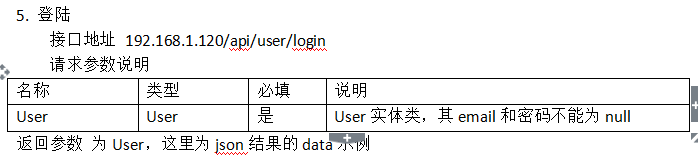 5. 登陆
接口地址 192.168.1.120/api/user/login
请求参数说明
名称 类型 必填 说明
User User 是 User 实体类，其 email 和密码不能为 null
返回参数 为 User，这里为 json 结果的 data 示例